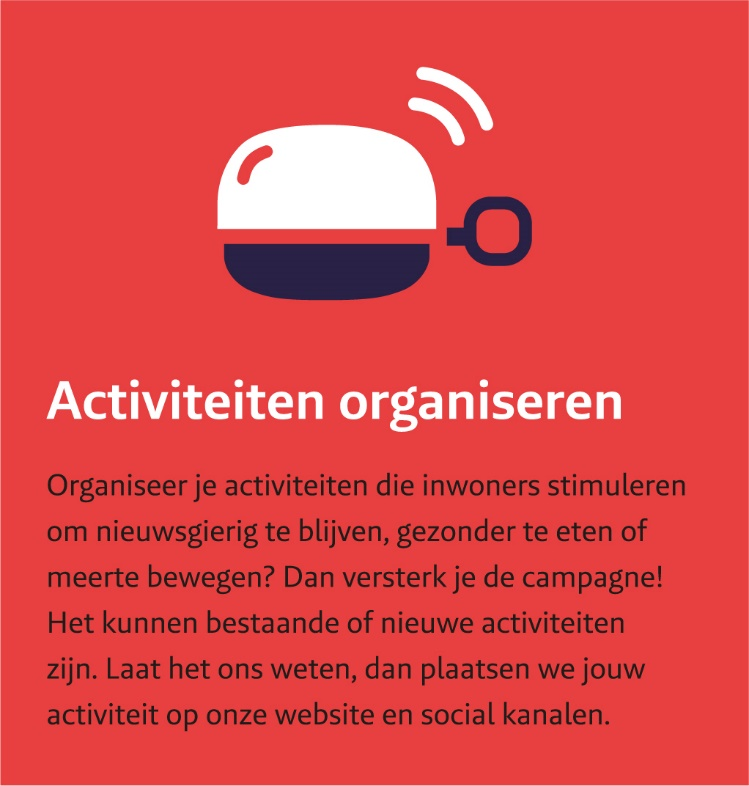 Activiteiten organiseren
Organiseer je activiteiten die inwoners stimuleren
om nieuwsgierig te blijven, gezonder te eten of
meerte bewegen? Dan versterk je de campagne!
Het kunnen bestaande of nieuwe activiteiten
zijn. Laat het ons weten, dan plaatsen we jouw
activiteit op onze website en social kanalen.